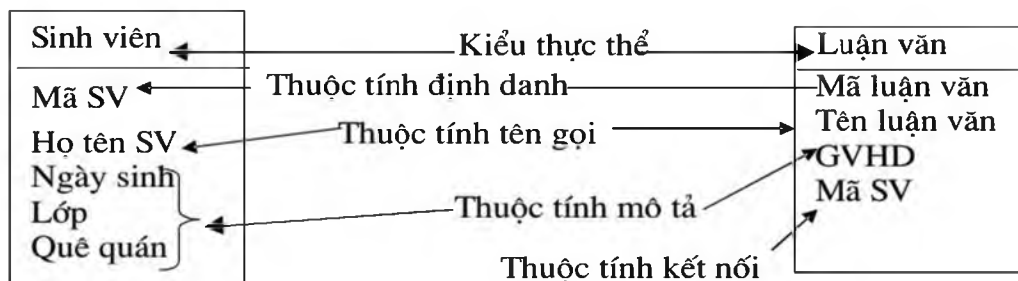 Sinh viên
Kiểu thực thể
Luận văn
Mã SV
Thuộc tính định danh
Mã luận văn
Họ tên SV
Thuộc tính tên gọi
Tên luận văn
Ngày sinh
GVHD
Lớp
Thuộc tính mô tả
Mã SV
Quê quán
Thuộc tính kết nối